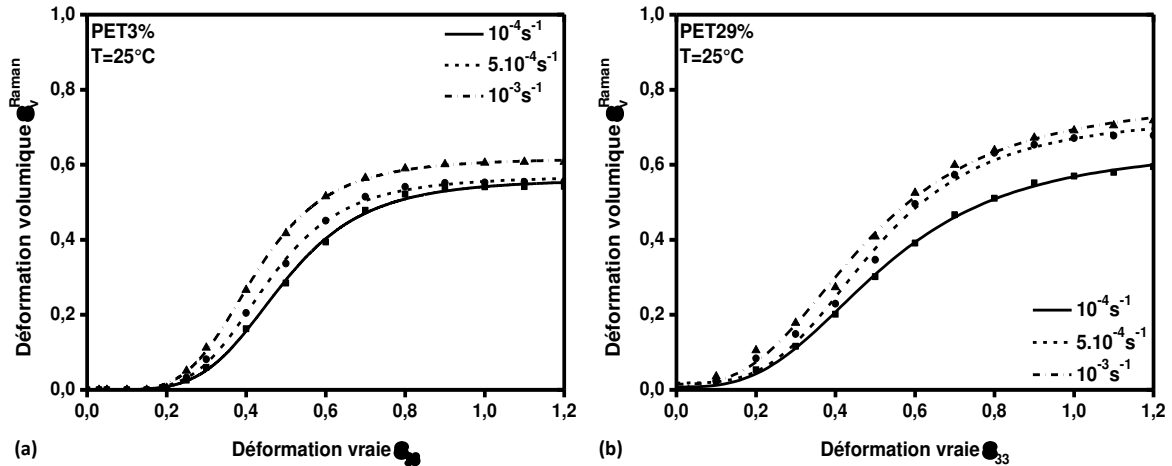 PET3%
T=25°C
10⁻⁴s⁻¹
5.10⁻⁴s⁻¹
10⁻³s⁻¹
Déformation volumique
Raman
v
1,0
0,8
0,6
0,4
0,2
0,0
0,0 0,2 0,4 0,6 0,8 1,0 1,2
(a) Déformation vraie
PET29%
T=25°C
10⁻⁴s⁻¹
5.10⁻⁴s⁻¹
10⁻³s⁻¹
Déformation volumique
Raman
v
1,0
0,8
0,6
0,4
0,2
0,0
0,0 0,2 0,4 0,6 0,8 1,0 1,2
(b) Déformation vraie 33